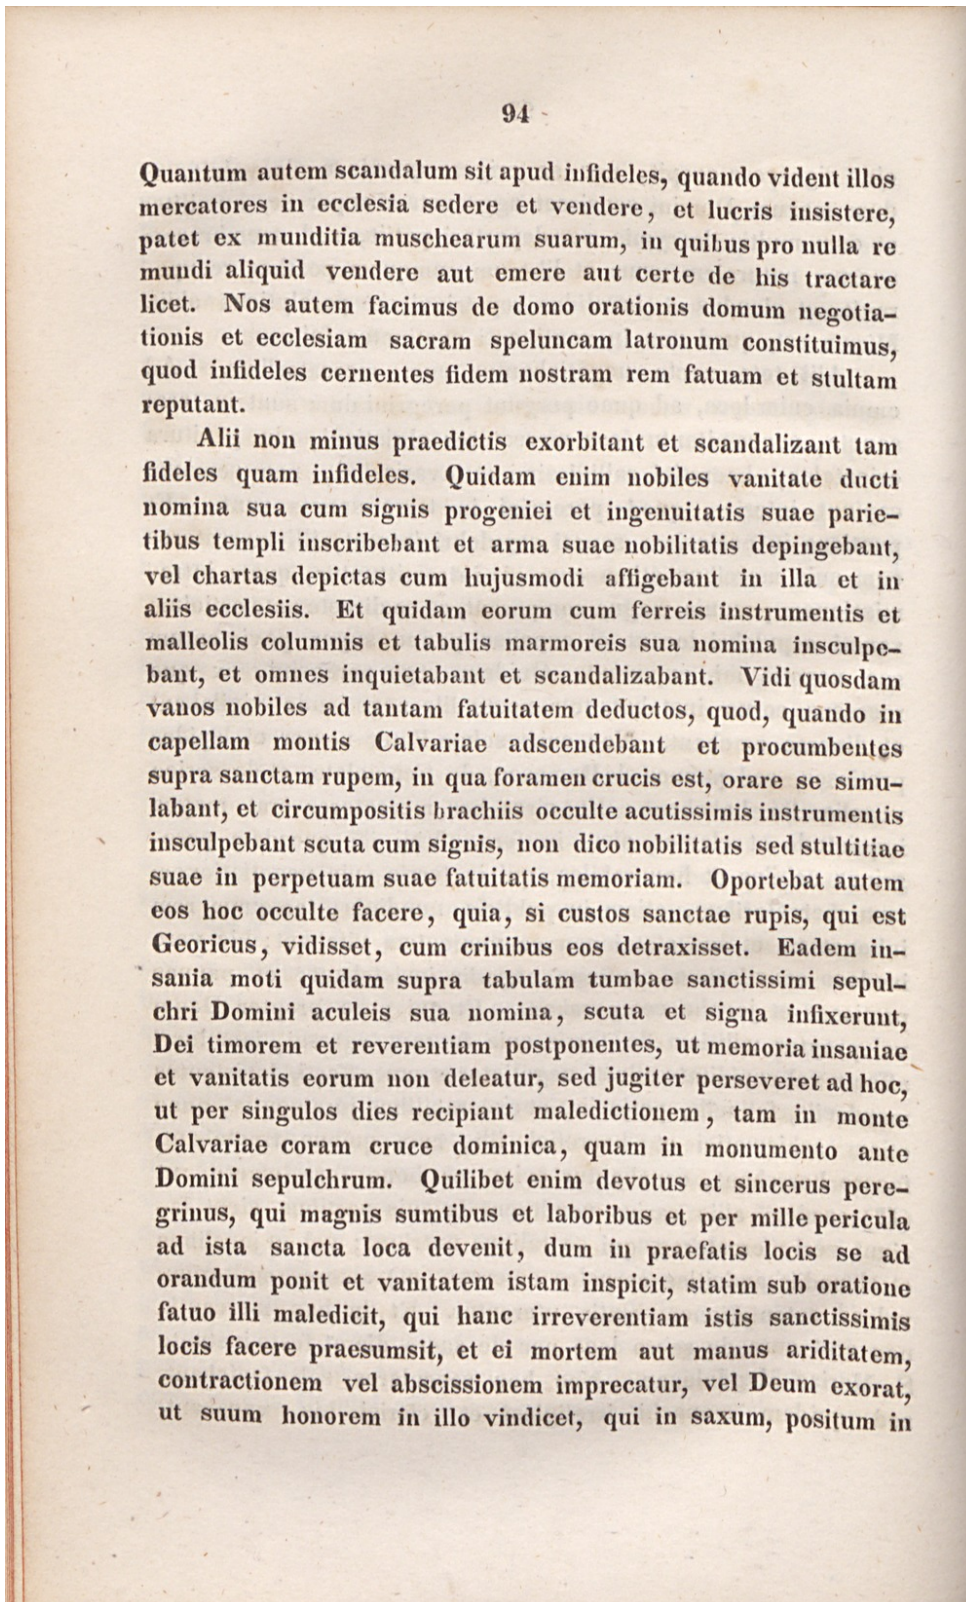 94
Quantum autem scandalum sit apud infideles, quando vident illos
mercatores in ecclesia sedere et vendere, et lucris insistere,
patet ex munditia muschearum suarum, in quibus pro nulla re
mundi aliquid vendere aut emere aut certe de his tractare
licet. Nos autem facimus de domo orationis domum negotia-
tionis et ecclesiam sacram speluncam latronum constituimus,
quod infideles cernentes fidem nostram rem fatuam et stultam
reputant.
Alii non minus praedictis exorbitant et scandalizant tam
fideles quam infideles. Quidam enim nobiles vanitate ducti
nomina sua cum signis progeniei et ingenuitatis suae parie-
tibus templi inscribebant et arma suae nobilitatis depingebant,
vel chartas depictas cum hujusmodi affigebant in illa et in
aliis ecclesiis. Et quidam eorum cum ferreis instrumentis et
malleolis columnis et tabulis marmoreis sua nomina insculpe-
bant, et omnes inquietabant et scandalizabant. Vidi quosdam
vanos nobiles ad tantam fatuitatem deductos, quod, quando in
capellam montis Calvariae adscendebant et procumbentes
supra sanctam rupem, in qua foramen crucis est, orare se simu-
labant, et circumpositis brachiis occulte acutissimis instrumentis
insculpebant scuta cum signis, non dico nobilitatis sed stultitiae
suae in perpetuam suae fatuitatis memoriam. Oportebat autem
eos hoc occulte facere, quia, si custos sanctae rupis, qui est
Georicus, vidisset, cum crinibus eos detraxisset. Eadem in-
sania moti quidam supra tabulam tumbae sanctissimi sepul-
chri Domini aculeis sua nomina, scuta et signa infixerunt,
Dei timorem et reverentiam postponentes, ut memoria insaniae
et vanitatis eorum non deleatur, sed jugiter perseveret ad hoc,
ut per singulos dies recipiant maledictionem, tam in monte
Calvariae coram cruce dominica, quam in monumento ante
Domini sepulchrum. Quilibet enim devotus et sincerus pere-
grinus, qui magnis sumtibus et laboribus et per mille pericula
ad ista sancta loca devenit, dum in praefatis locis se ad
orandum ponit et vanitatem istam inspicit, statim sub oratione
fatuo illi maledicit, qui hanc irreverentiam istis sanctissimis
locis facere praesumsit, et ei mortem aut manus ariditatem,
contractionem vel abscissionem imprecatur, vel Deum exorat,
ut suum honorem in illo vindicet, qui in saxum, positum in